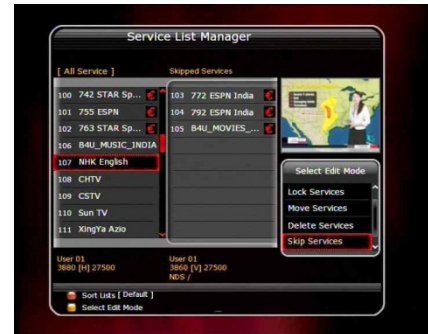 Service List Manager
[ All Service ]
Skipped Services
100 742 STAR Sp...
101 755 ESPN
102 763 STAR Sp...
106 B4U_MUSIC_INDIA
107 NHK English
108 CHTV
109 CSTV
110 Sun TV
111 XingYa Azio
103 772 ESPN India
104 792 ESPN India
105 B4U_MOVIES_...
Select Edit Mode
Lock Services
Move Services
Delete Services
Skip Services
User 01
3880 [H] 27500
User 01
3860 [V] 27500
NDS /
Sort Lists [ Default ]
Select Edit Mode